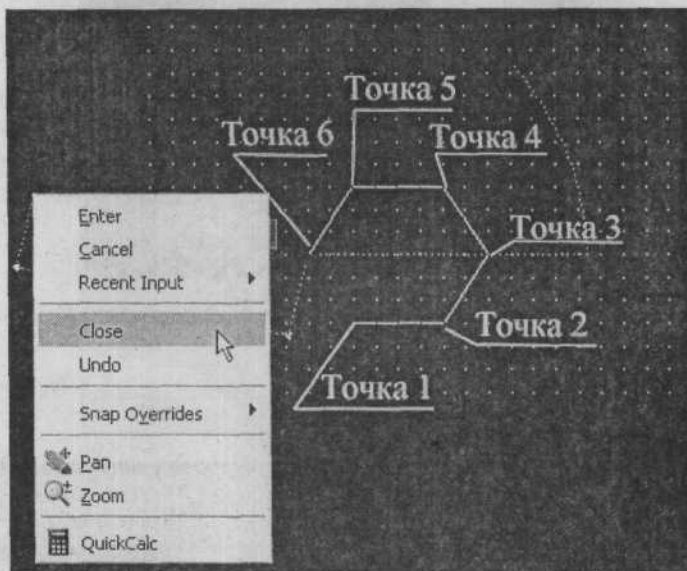 Точка 5
Точка 6
Точка 4
Точка 3
Точка 2
Точка 1
Enter
Cancel
Recent Input
Close
Undo
Snap Overrides
Pan
Zoom
QuickCalc